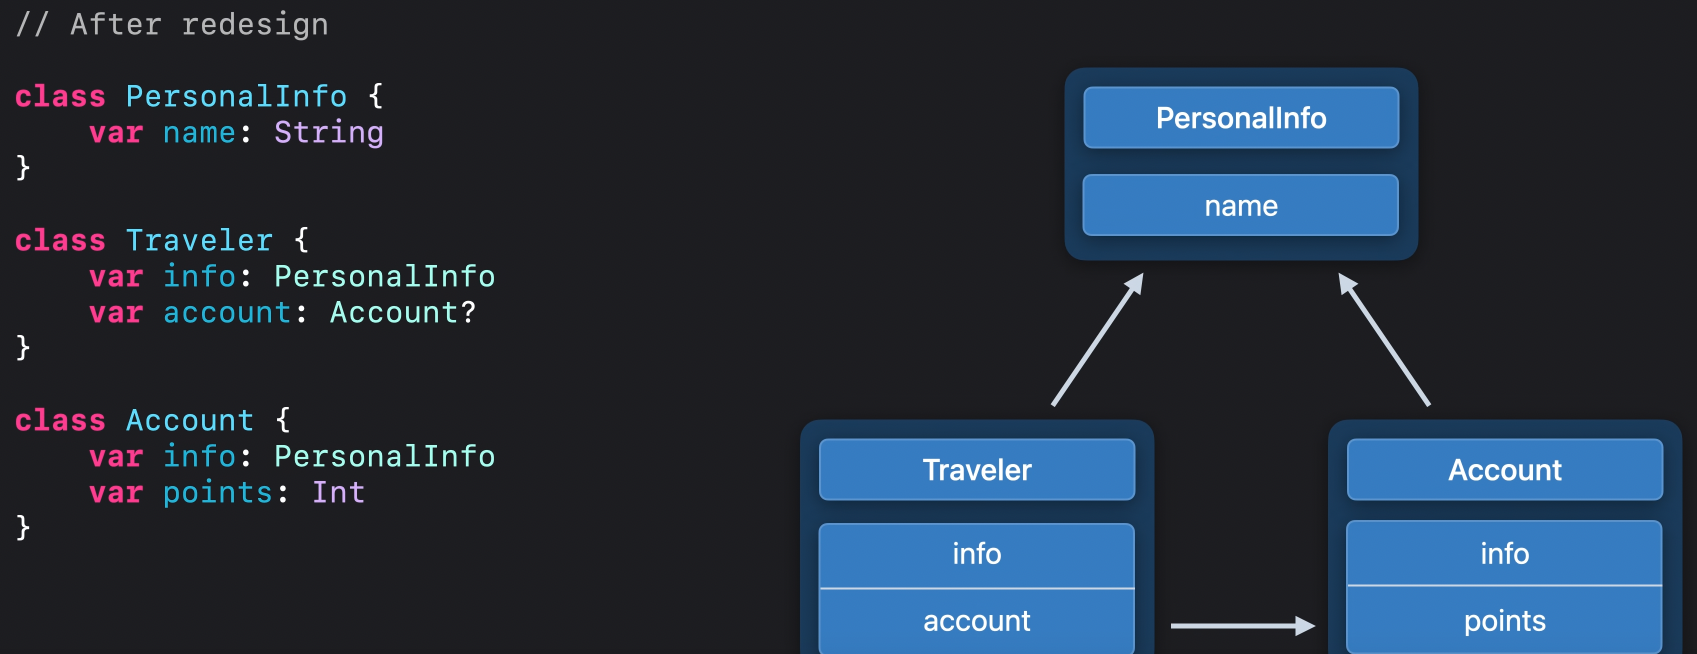 // After redesign
class PersonalInfo {
    var name: String
}
class Traveler {
    var info: PersonalInfo
    var account: Account?
}
class Account {
    var info: PersonalInfo
    var points: Int
}
PersonalInfo
name
Traveler
info
account
Account
info
points